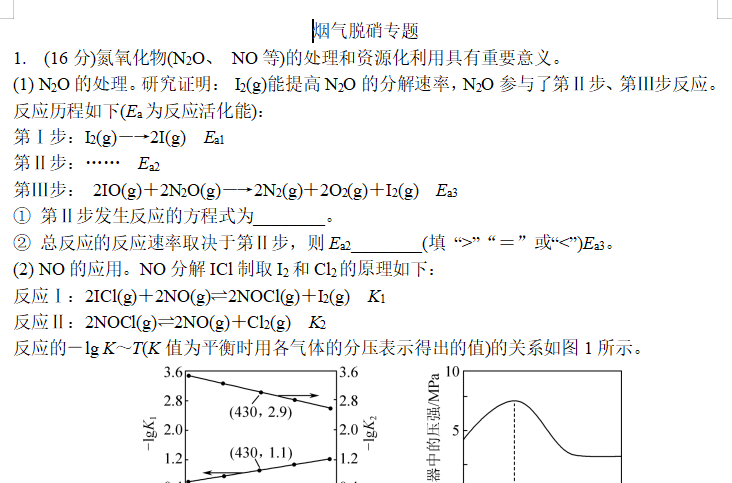 烟气脱硝专题
1. (16 分)氮氧化物(N₂O、 NO 等)的处理和资源化利用具有重要意义。
(1) N₂O 的处理。研究证明： I₂(g)能提高 N₂O 的分解速率，N₂O 参与了第Ⅱ步、第Ⅲ步反应。
反应历程如下(Eₐ为反应活化能)：
第Ⅰ步：I₂(g)―→2I(g) Ea1
第Ⅱ步：…… Ea2
第Ⅲ步： 2IO(g)＋2N₂O(g)―→2N₂(g)＋2O₂(g)＋I₂(g) Ea3
① 第Ⅱ步发生反应的方程式为________。
② 总反应的反应速率取决于第Ⅱ步，则 Ea2________(填 “>” “＝” 或“<”)Ea3。
(2) NO 的应用。NO 分解 ICl 制取 I₂ 和 Cl₂ 的原理如下：
反应Ⅰ：2ICl(g)＋2NO(g)⇌2NOCl(g)＋I₂(g) K₁
反应Ⅱ：2NOCl(g)⇌2NO(g)＋Cl₂(g) K₂
反应的－lg K～T(K 值为平衡时用各气体的分压表示得出的值)的关系如图 1 所示。
3.6 3.6 10
2.8 2.8
(430，2.9)
2.0 2.0 5
-lgK₁ -lgK₂
(430，1.1)
1.2 1.2
器中的压强/MPa